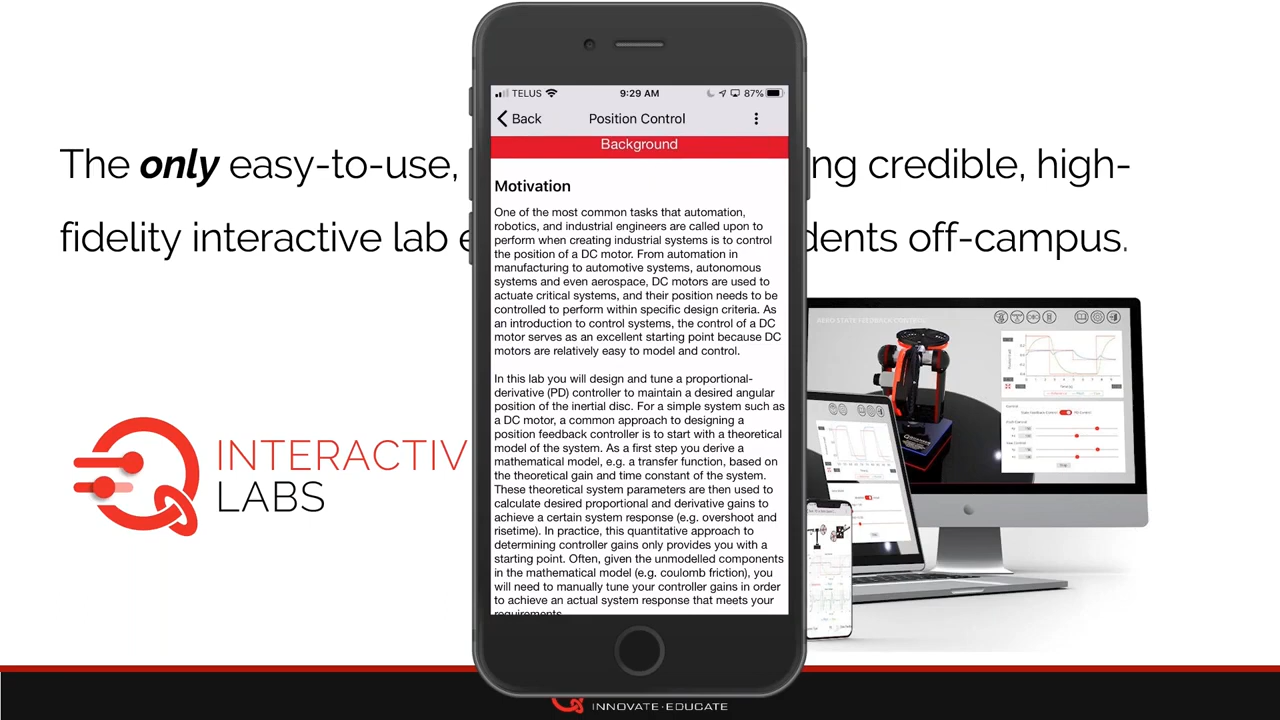 TELUS
9:29 AM
87%
Back
Position Control
Background
The only easy-to-use,
ng credible, high-
fidelity interactive lab e
dents off-campus.
Motivation
One of the most common tasks that automation,
robotics, and industrial engineers are called upon to
perform when creating industrial systems is to control
the position of a DC motor. From automation in
manufacturing to automotive systems, autonomous
systems and even aerospace, DC motors are used to
actuate critical systems, and their position needs to be
controlled to perform within specific design criteria. As
an introduction to control systems, the control of a DC
motor serves as an excellent starting point because DC
motors are relatively easy to model and control.
In this lab you will design and tune a proportional-
derivative (PD) controller to maintain a desired angular
position of the inertial disc. For a simple system such as
a DC motor, a common approach to designing a
position feedback controller is to start with a theoretical
model of the system. As a first step you derive a
mathematical model, e.g. a transfer function, based on
the theoretical gain and time constant of the system.
These theoretical system parameters are then used to
calculate desired proportional and derivative gains to
achieve a certain system response (e.g. overshoot and
risetime). In practice, this quantitative approach to
determining controller gains only provides you with a
starting point. Often, given the unmodelled components
in the mathematical model (e.g. coulomb friction), you
will need to manually tune your controller gains in order
to achieve an actual system response that meets your
requirements.
INTERACTIV
LABS
AERO STATE FEEDBACK CONTROL
INNOVATE·EDUCATE